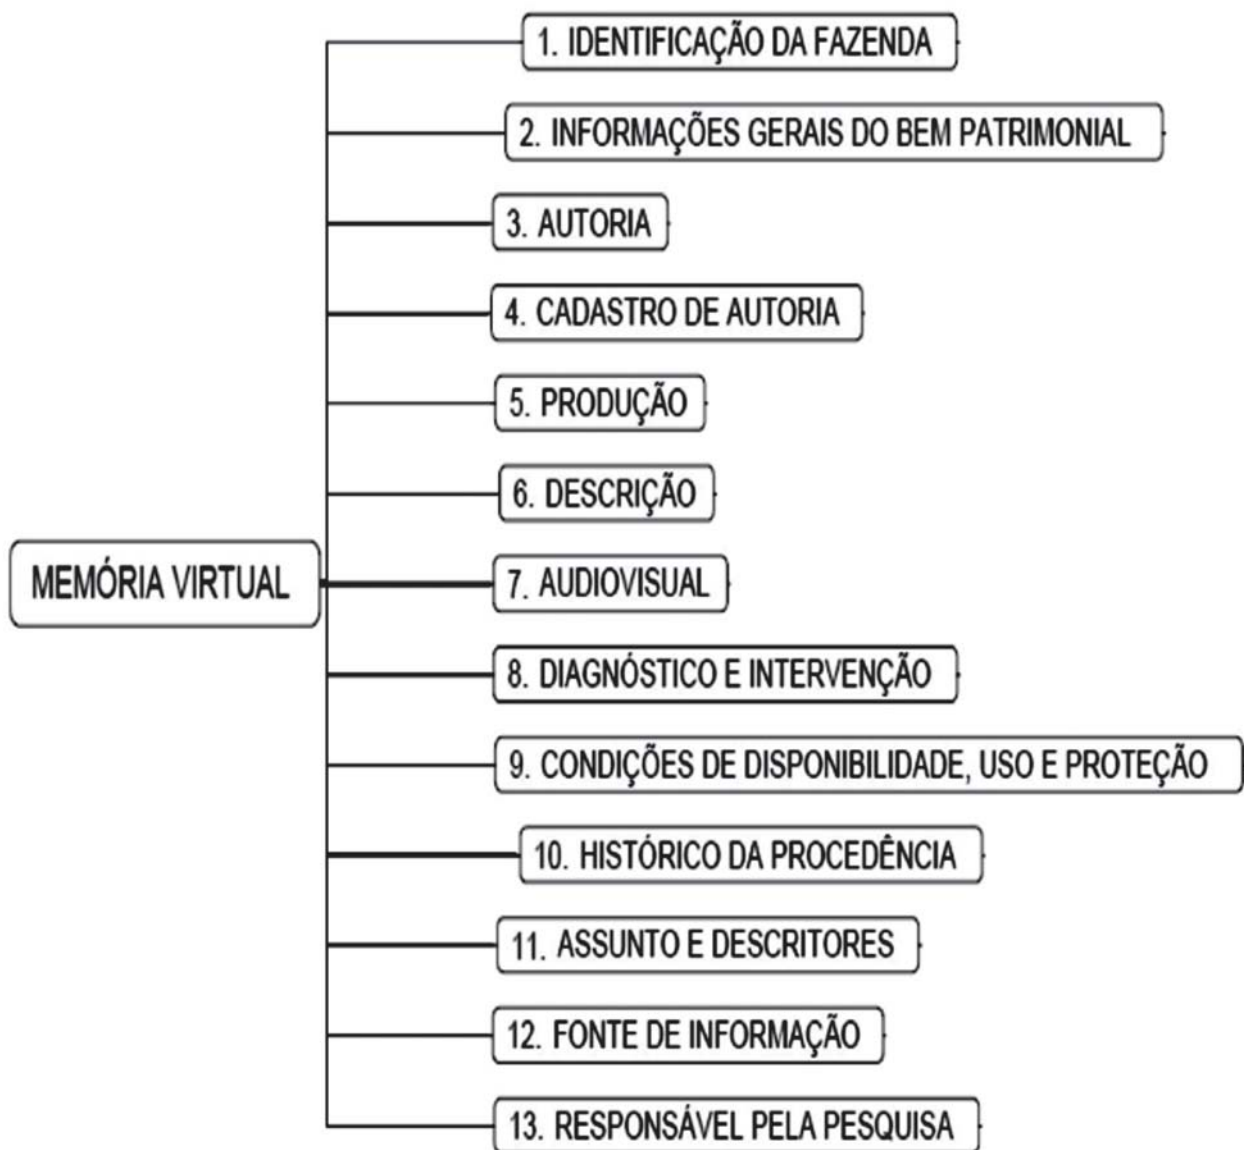 1. IDENTIFICAÇÃO DA FAZENDA
2. INFORMAÇÕES GERAIS DO BEM PATRIMONIAL
3. AUTORIA
4. CADASTRO DE AUTORIA
5. PRODUÇÃO
6. DESCRIÇÃO
MEMÓRIA VIRTUAL
7. AUDIOVISUAL
8. DIAGNÓSTICO E INTERVENÇÃO
9. CONDIÇÕES DE DISPONIBILIDADE, USO E PROTEÇÃO
10. HISTÓRICO DA PROCEDÊNCIA
11. ASSUNTO E DESCRITORES
12. FONTE DE INFORMAÇÃO
13. RESPONSÁVEL PELA PESQUISA